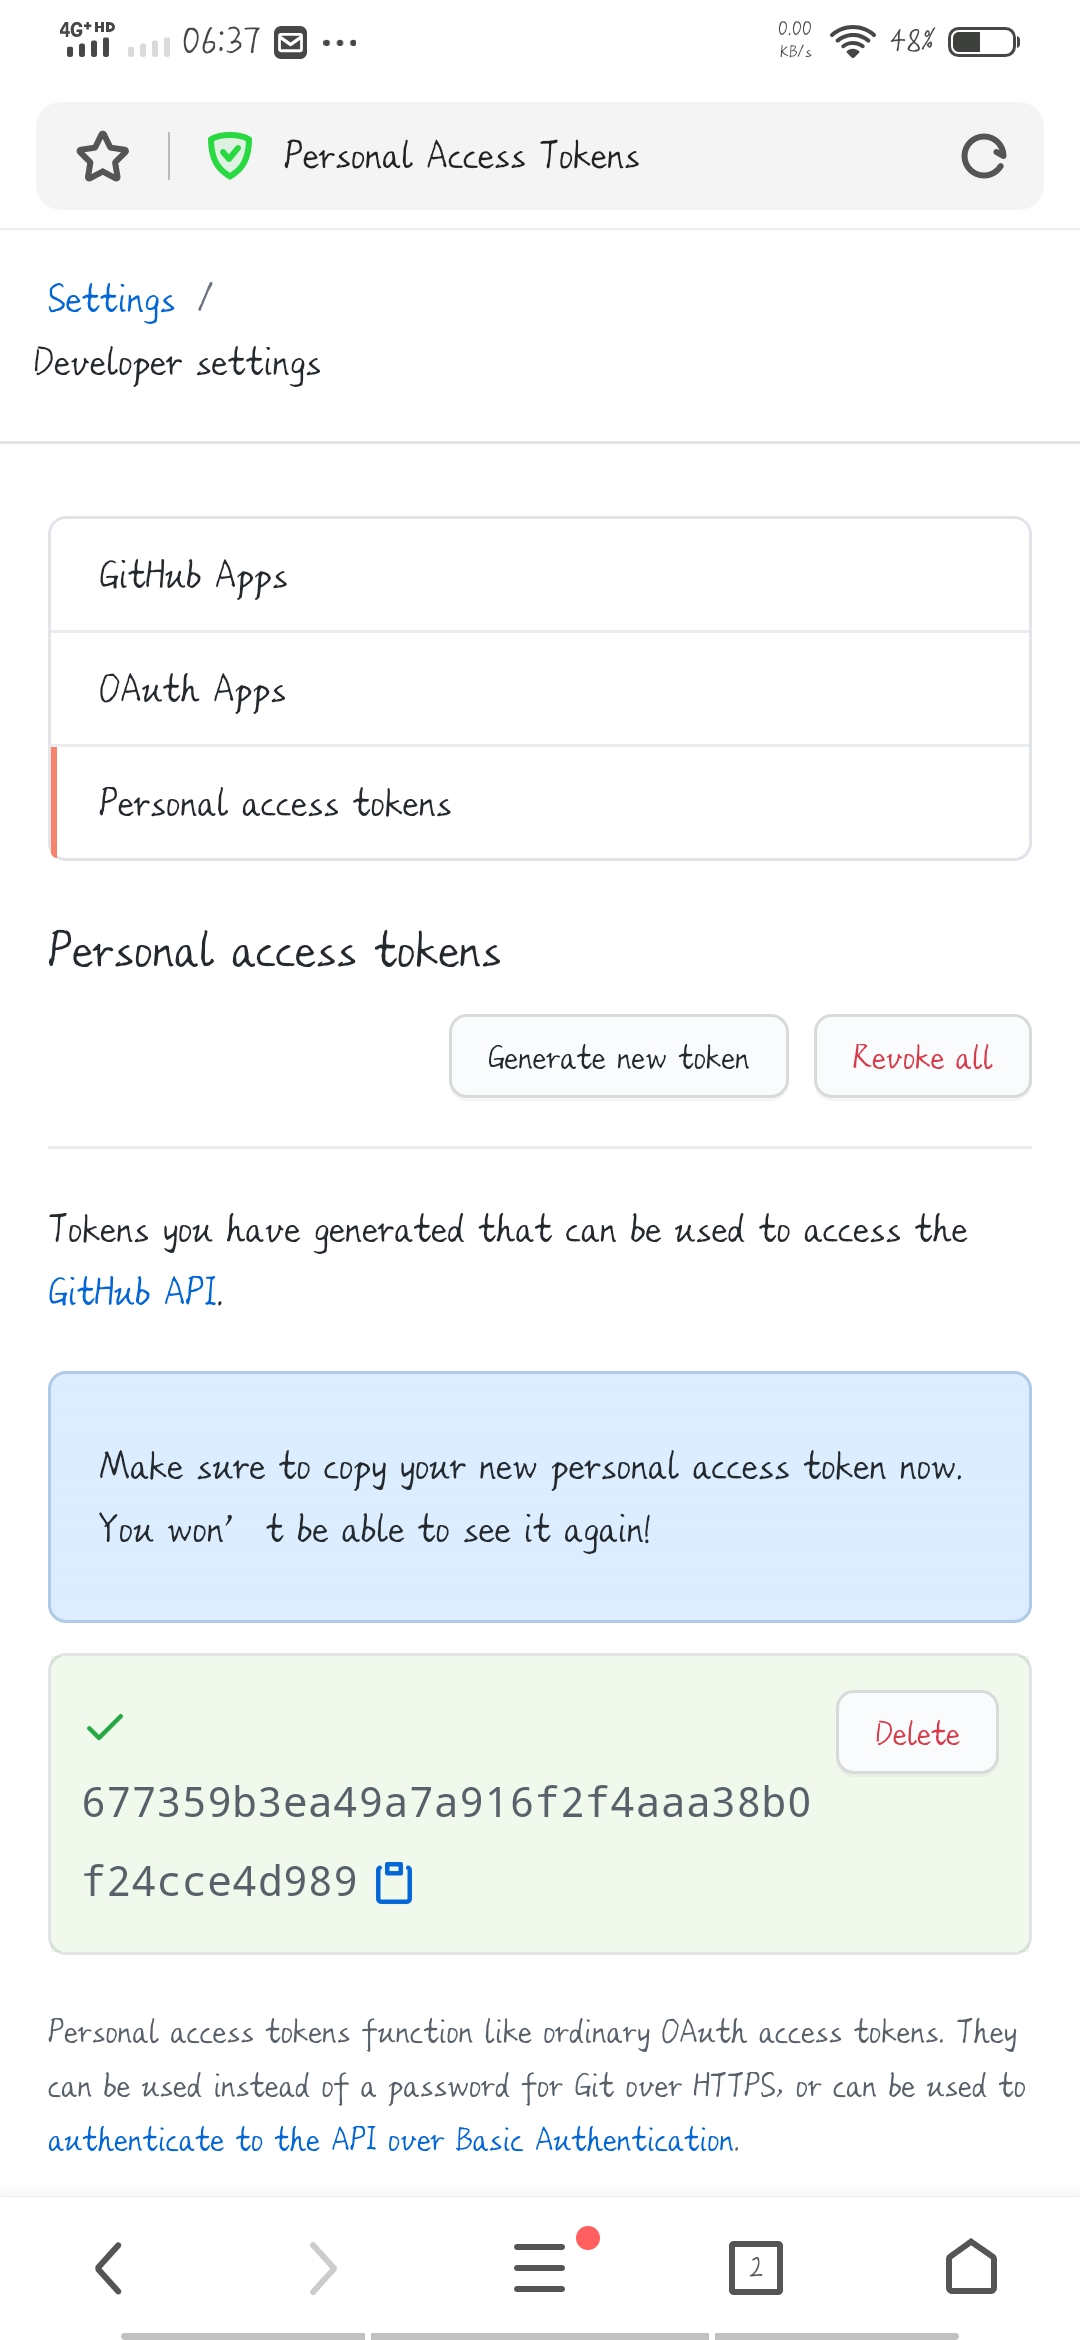 4G+HD 06:37 ... 0.00 KB/s 48%
Personal Access Tokens
Settings /
Developer settings
GitHub Apps
OAuth Apps
Personal access tokens
Personal access tokens
Generate new token Revoke all
Tokens you have generated that can be used to access the
GitHub API.
Make sure to copy your new personal access token now.
You won’t be able to see it again!
Delete
677359b3ea49a7a916f2f4aaa38b0
f24cce4d989
Personal access tokens function like ordinary OAuth access tokens. They
can be used instead of a password for Git over HTTPS, or can be used to
authenticate to the API over Basic Authentication.
2